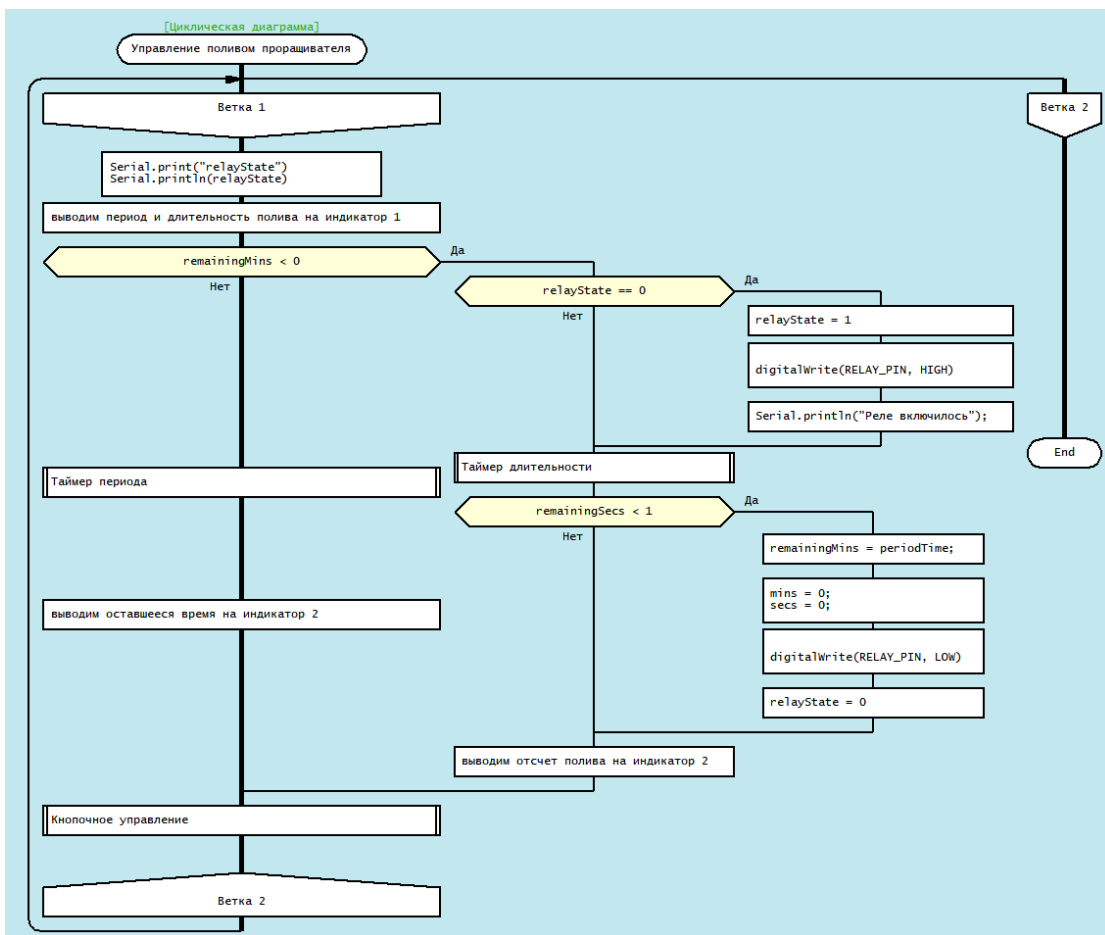 [Циклическая диаграмма]
Управление поливом проращивателя
Ветка 1
Ветка 2
Serial.print("relayState")
Serial.println(relayState)
выводим период и длительность полива на индикатор 1
remainingMins < 0
Да
Нет
relayState == 0
Да
Нет
relayState = 1
digitalWrite(RELAY_PIN, HIGH)
Serial.println("Реле включилось");
End
Таймер длительности
Таймер периода
remainingSecs < 1
Да
Нет
remainingMins = periodTime;
mins = 0;
secs = 0;
выводим оставшееся время на индикатор 2
digitalWrite(RELAY_PIN, LOW)
relayState = 0
выводим отсчет полива на индикатор 2
Кнопочное управление
Ветка 2